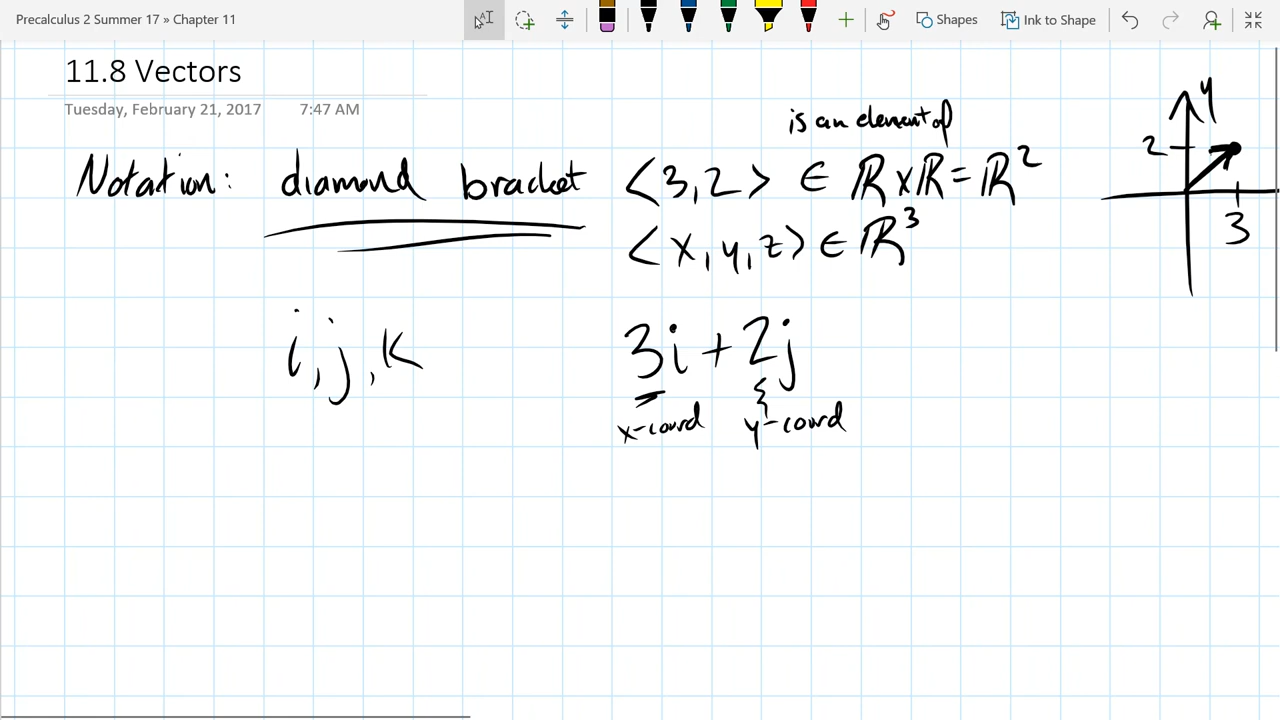 Precalculus 2 Summer 17 » Chapter 11
Shapes
Ink to Shape
11.8 Vectors
Tuesday, February 21, 2017 7:47 AM
is an element of
Notation: diamond bracket <3,2> ∈ ℝ×ℝ=ℝ²
<x,y,z> ∈ ℝ³
y
2
3
i, j, k 3i + 2j
x-coord y-coord